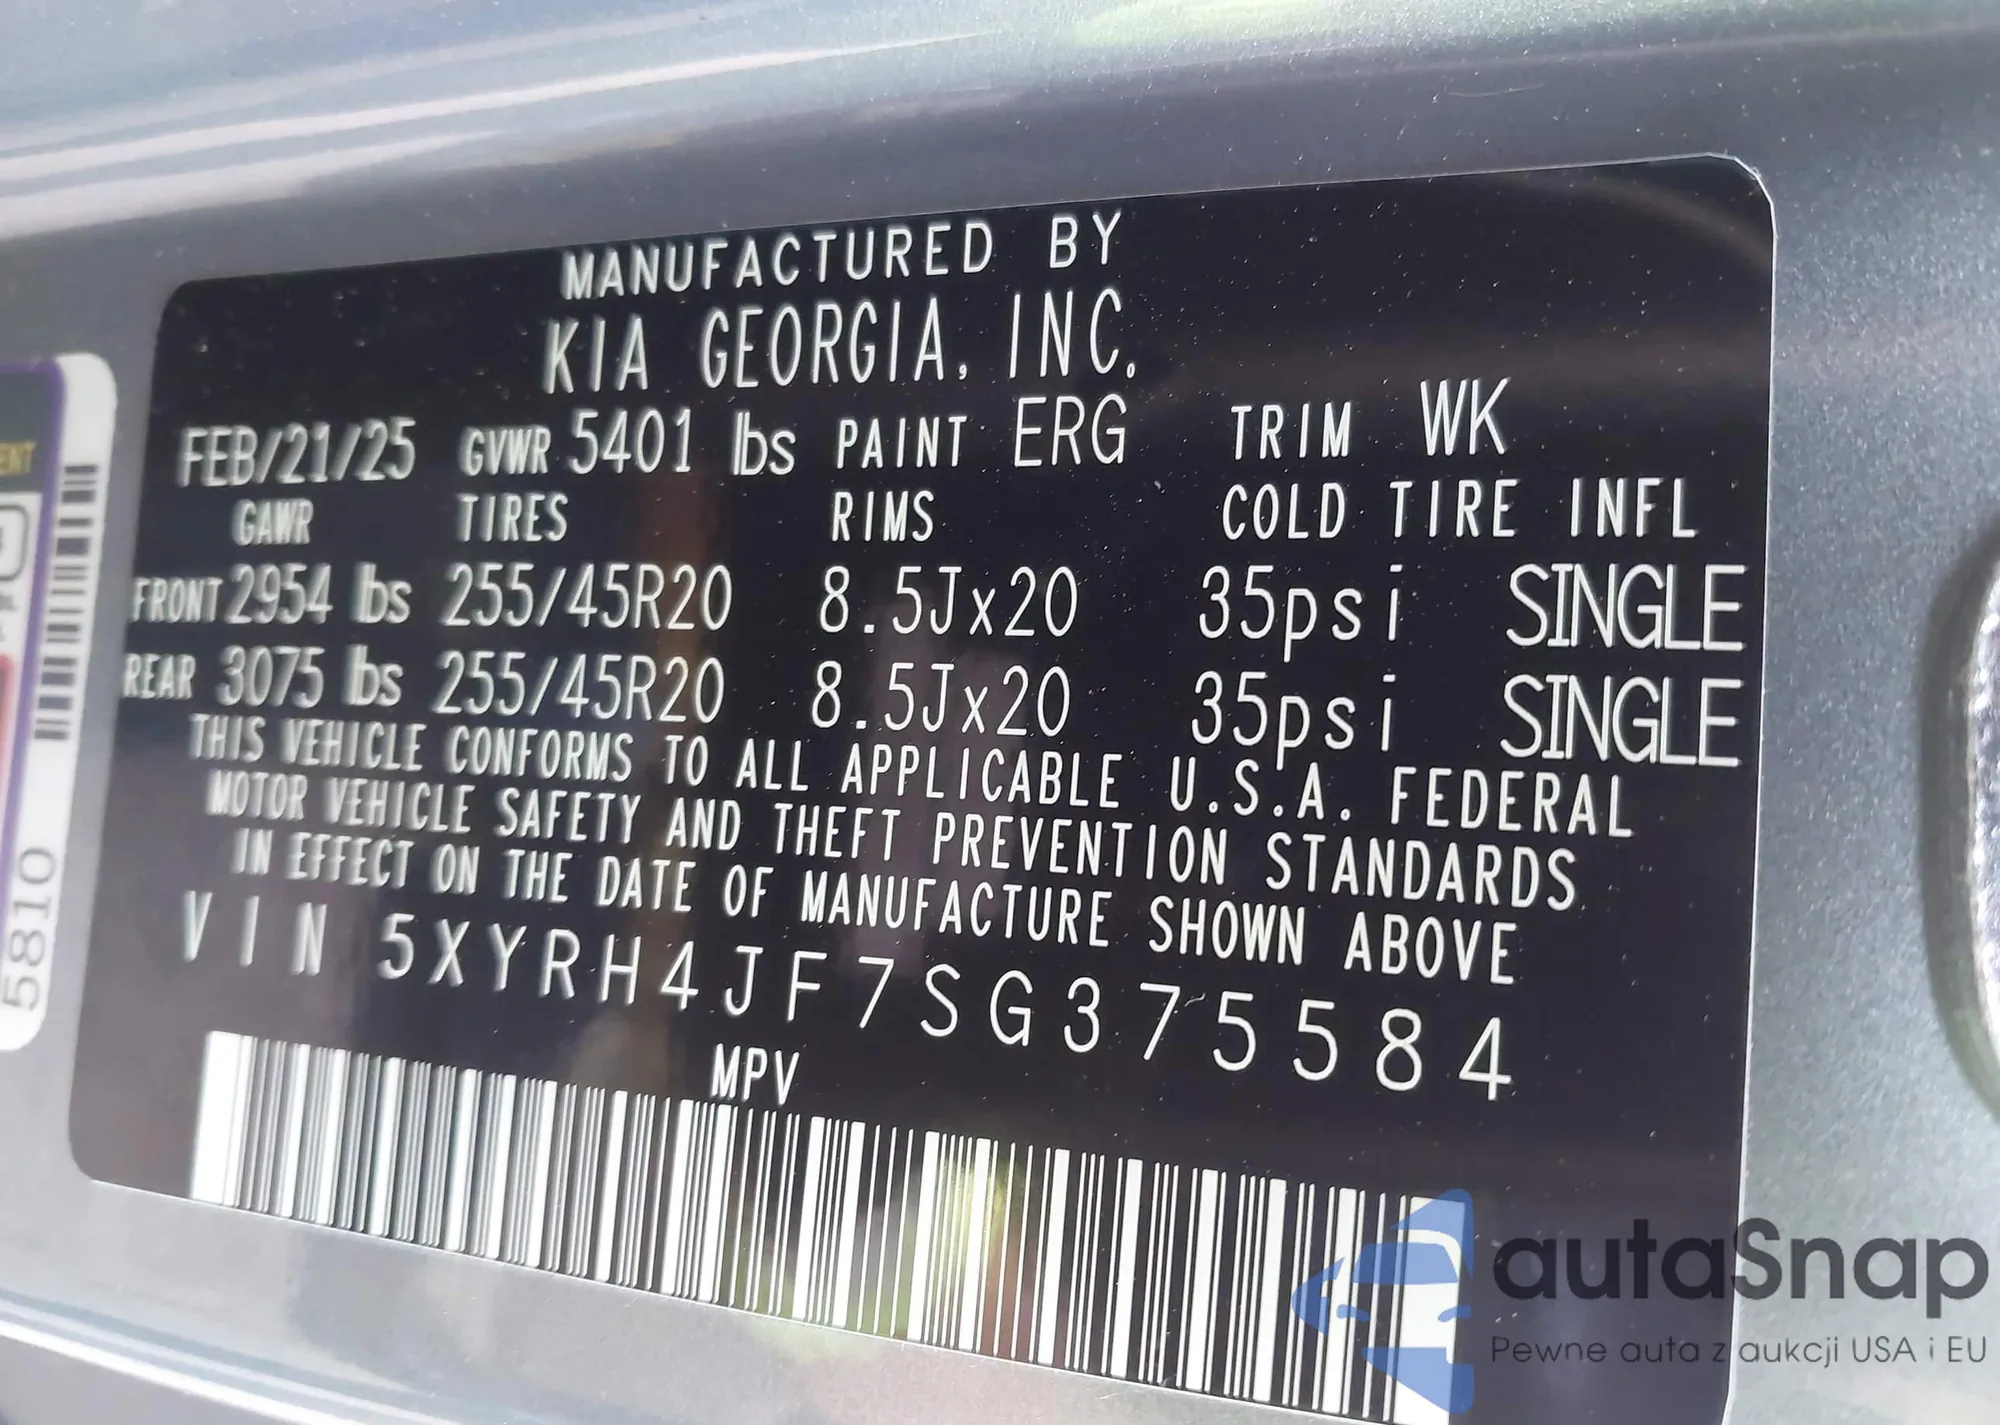 MANUFACTURED BY
KIA GEORGIA, INC.
FEB/21/25 GVWR 5401 lbs PAINT ERG TRIM WK
GAWR TIRES RIMS COLD TIRE INFL
FRONT 2954 lbs 255/45R20 8.5Jx20 35psi SINGLE
REAR 3075 lbs 255/45R20 8.5Jx20 35psi SINGLE
THIS VEHICLE CONFORMS TO ALL APPLICABLE U.S.A. FEDERAL
MOTOR VEHICLE SAFETY AND THEFT PREVENTION STANDARDS
IN EFFECT ON THE DATE OF MANUFACTURE SHOWN ABOVE
VIN 5XYRH4JF7SG375584
MPV
5810
autaSnap
Pewne auta z aukcji USA i EU